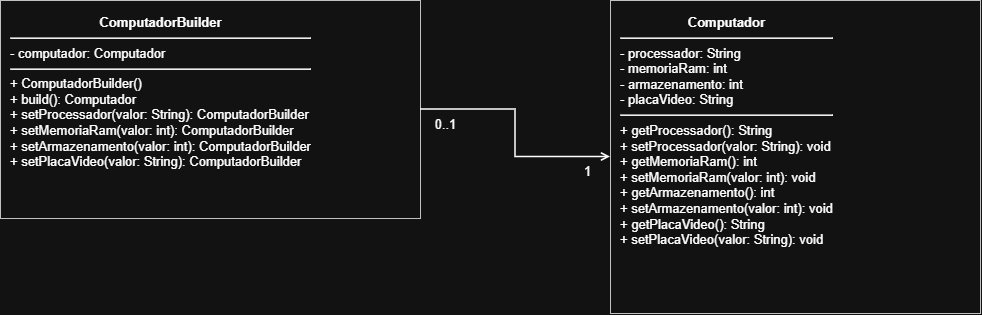 ComputadorBuilder
- computador: Computador
+ ComputadorBuilder()
+ build(): Computador
+ setProcessador(valor: String): ComputadorBuilder
+ setMemoriaRam(valor: int): ComputadorBuilder
+ setArmazenamento(valor: int): ComputadorBuilder
+ setPlacaVideo(valor: String): ComputadorBuilder
0..1
1
Computador
- processador: String
- memoriaRam: int
- armazenamento: int
- placaVideo: String
+ getProcessador(): String
+ setProcessador(valor: String): void
+ getMemoriaRam(): int
+ setMemoriaRam(valor: int): void
+ getArmazenamento(): int
+ setArmazenamento(valor: int): void
+ getPlacaVideo(): String
+ setPlacaVideo(valor: String): void